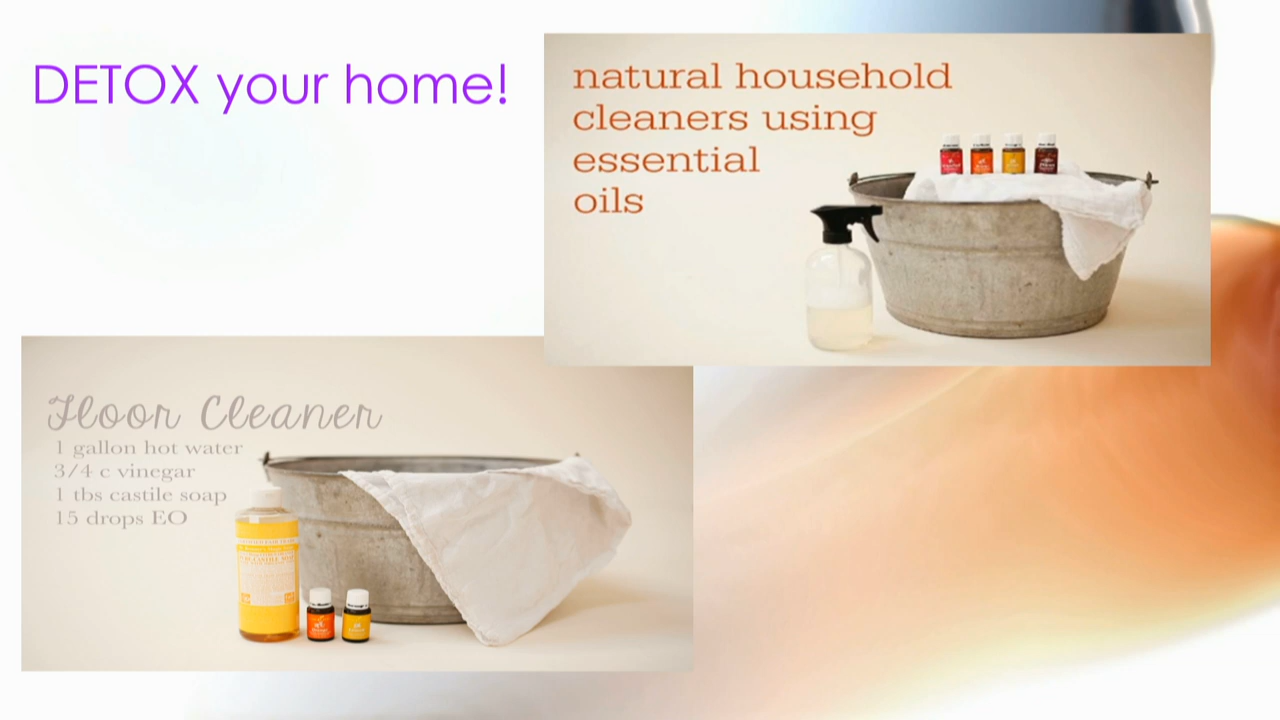 DETOX your home!
natural household
cleaners using
essential
oils
Floor Cleaner
1 gallon hot water
3/4 c vinegar
1 tbs castile soap
15 drops EO